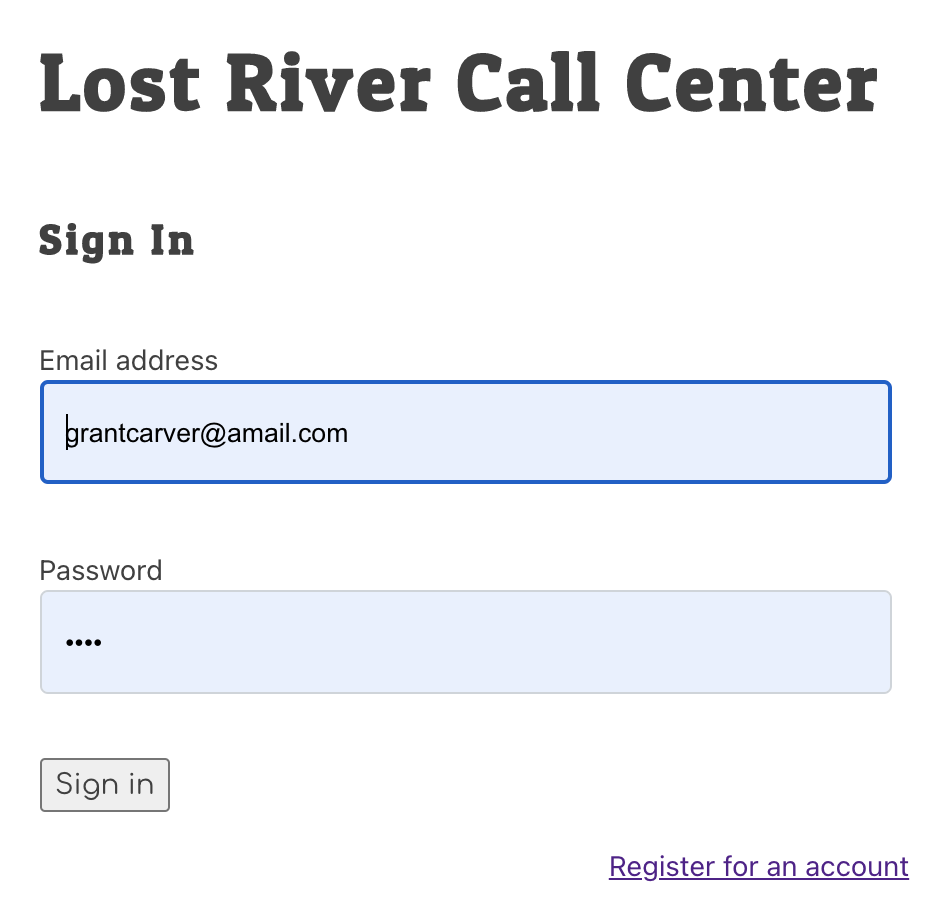 Lost River Call Center
Sign In
Email address
grantcarver@amail.com
Password
••••
Sign in
Register for an account